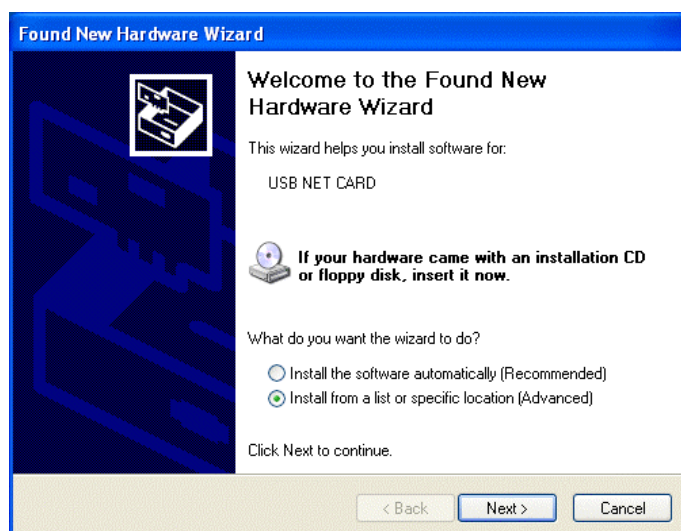 Found New Hardware Wizard
Welcome to the Found New
Hardware Wizard
This wizard helps you install software for:
USB NET CARD
If your hardware came with an installation CD
or floppy disk, insert it now.
What do you want the wizard to do?
Install the software automatically (Recommended)
Install from a list or specific location (Advanced)
Click Next to continue.
< Back
Next >
Cancel